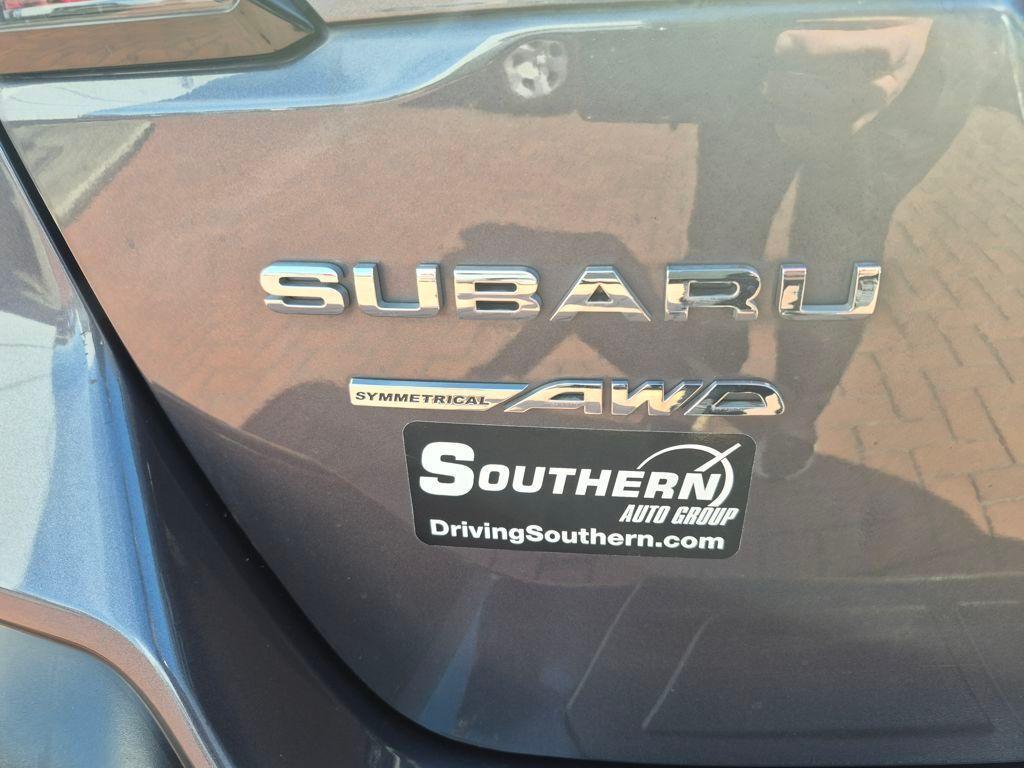 SUBARU
SYMMETRICAL AWD
SOUTHERN
AUTO GROUP
DrivingSouthern.com